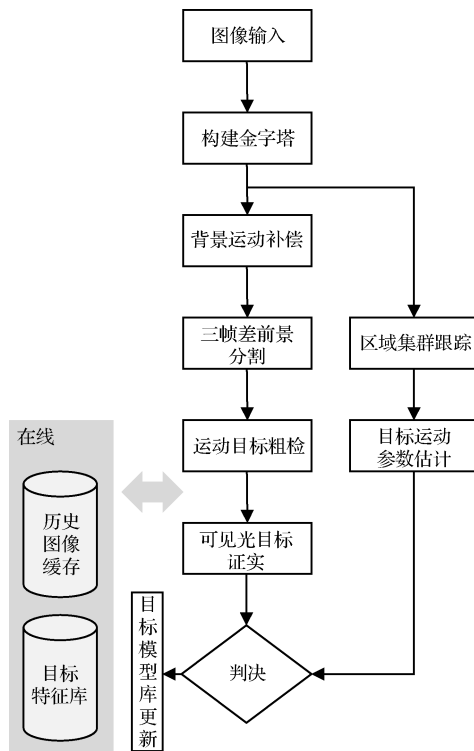 图像输入
构建金字塔
背景运动补偿
三帧差前景
分割
区域集群跟踪
运动目标粗检
目标运动
参数估计
在线
历史
图像
缓存
可见光目标
证实
目标模型库更新
判决
目标
特征库